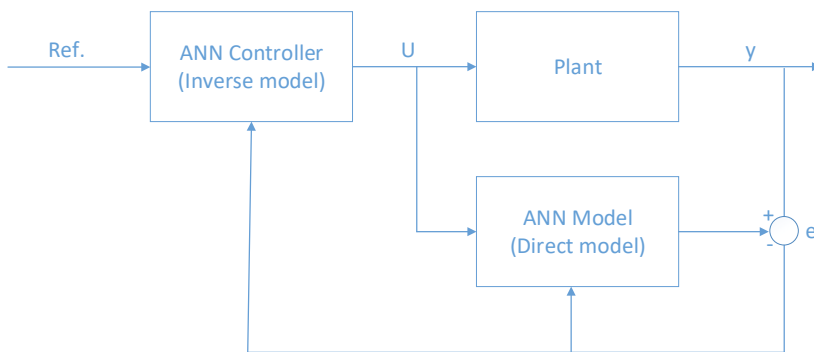 Ref.
ANN Controller
(Inverse model)
U
Plant
y
ANN Model
(Direct model)
+
-
e